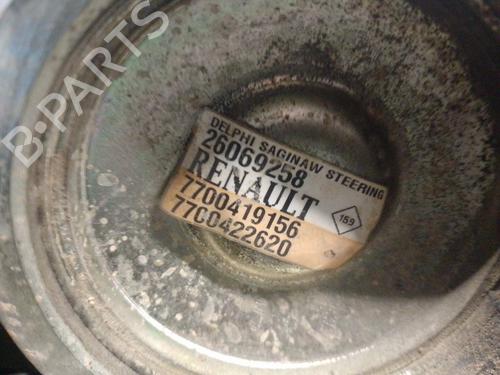 B-PARTS
DELPHI SAGINAW STEERING
26069258
RENAULT
7700419156
7700422620
159